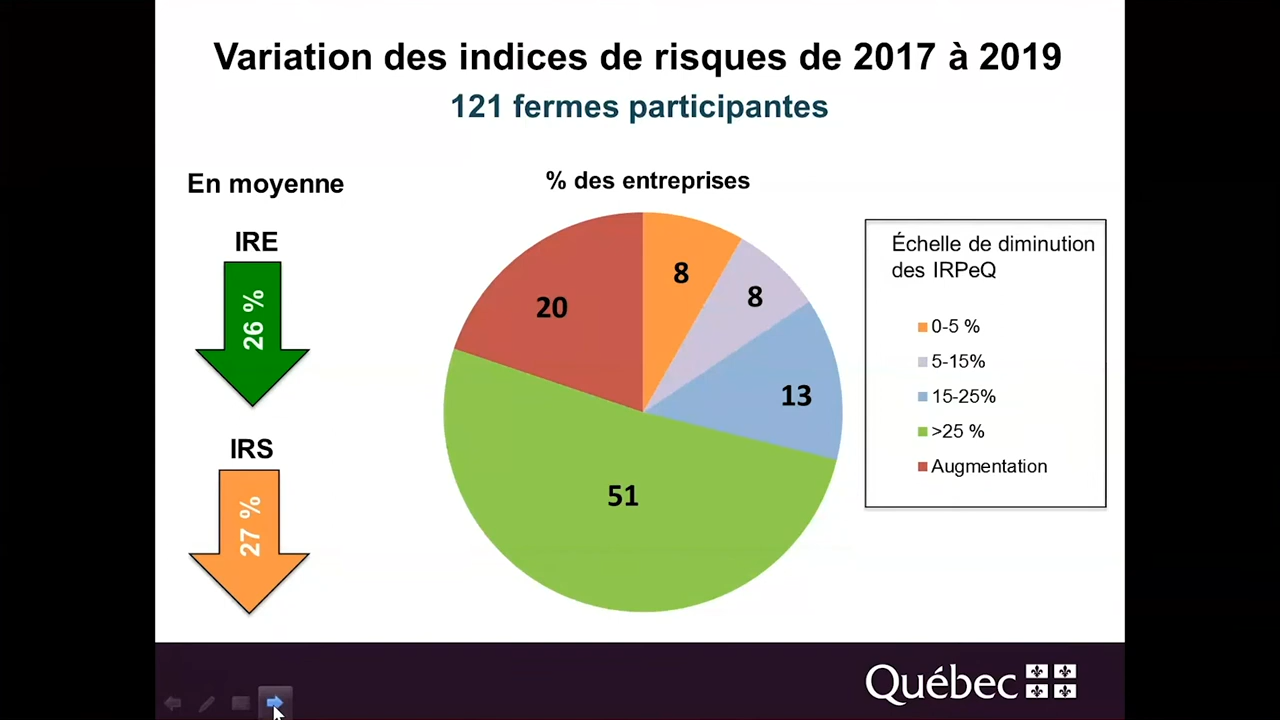 Variation des indices de risques de 2017 à 2019
121 fermes participantes
En moyenne
IRE
26 %
IRS
27 %
% des entreprises
8
8
13
51
20
Échelle de diminution
des IRPeQ
0-5 %
5-15%
15-25%
>25 %
Augmentation
Québec